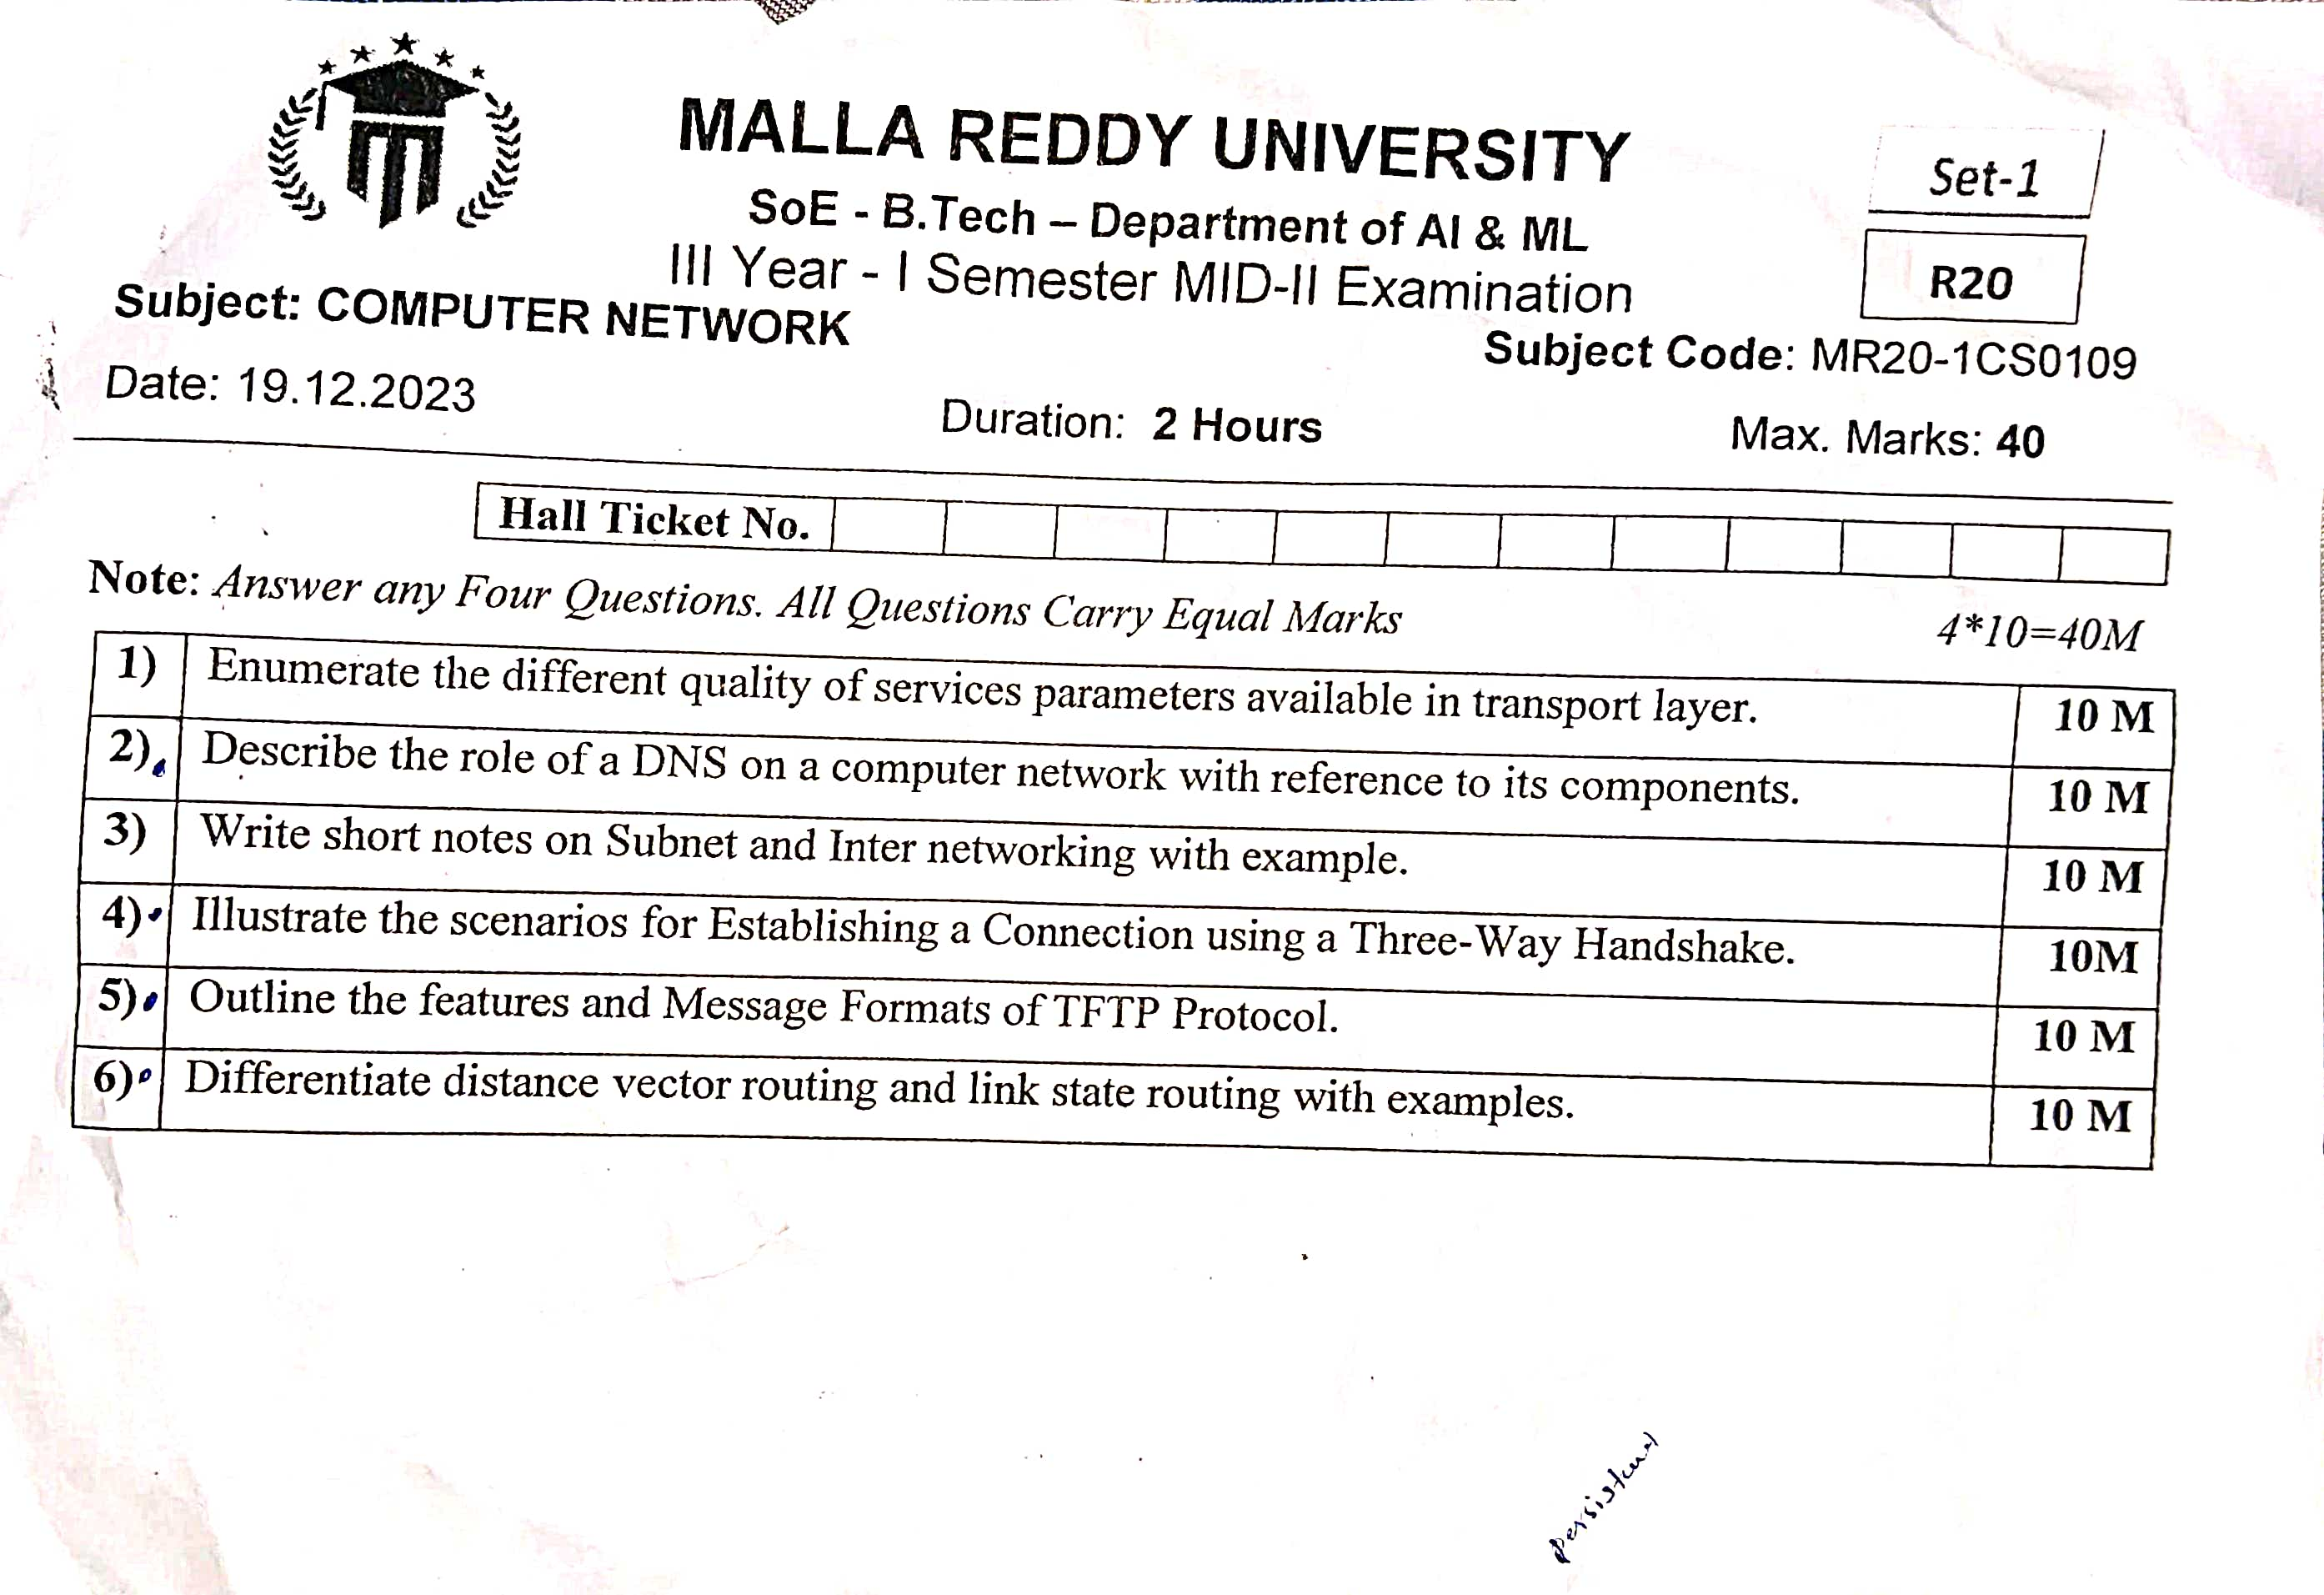 MALLA REDDY UNIVERSITY
Set-1
SoE - B.Tech – Department of AI & ML
III Year - I Semester MID-II Examination
R20
Subject: COMPUTER NETWORK
Subject Code: MR20-1CS0109
Date: 19.12.2023
Duration: 2 Hours
Max. Marks: 40
Hall Ticket No.
Note: Answer any Four Questions. All Questions Carry Equal Marks
4*10=40M
1) Enumerate the different quality of services parameters available in transport layer. 10 M
2) Describe the role of a DNS on a computer network with reference to its components. 10 M
3) Write short notes on Subnet and Inter networking with example. 10 M
4) Illustrate the scenarios for Establishing a Connection using a Three-Way Handshake. 10M
5) Outline the features and Message Formats of TFTP Protocol. 10 M
6) Differentiate distance vector routing and link state routing with examples. 10 M